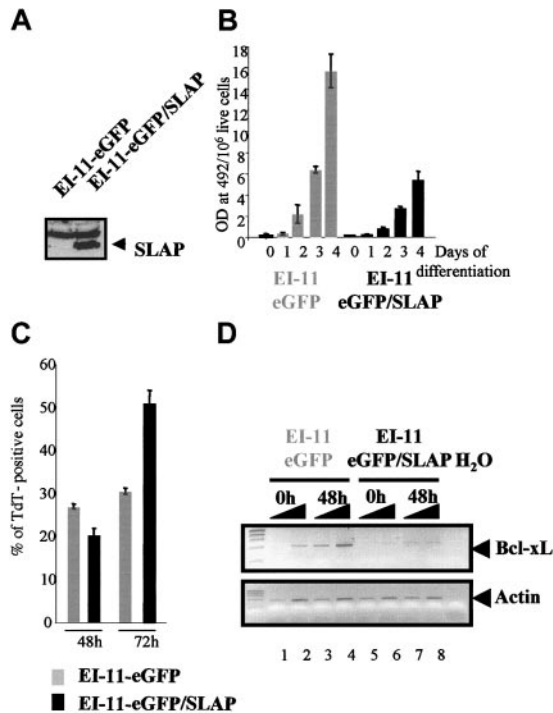 A
EI-11-eGFP
EI-11-eGFP/SLAP
SLAP
B
OD at 492/10⁶ live cells
18
16
14
12
10
8
6
4
2
0
0 1 2 3 4 0 1 2 3 4 Days of
differentiation
EI-11
eGFP
EI-11
eGFP/SLAP
C
% of TdT-positive cells
60
50
40
30
20
10
0
48h 72h
EI-11-eGFP
EI-11-eGFP/SLAP
D
EI-11
eGFP
EI-11
eGFP/SLAP H₂O
0h 48h 0h 48h
Bcl-xL
Actin
1 2 3 4 5 6 7 8